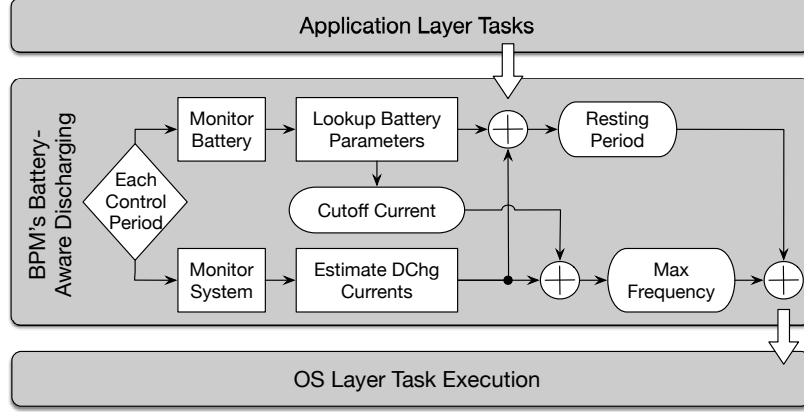 Application Layer Tasks
BPM's Battery-
Aware Discharging
Each
Control
Period
Monitor
Battery
Lookup Battery
Parameters
Resting
Period
Cutoff Current
Monitor
System
Estimate DChg
Currents
Max
Frequency
OS Layer Task Execution